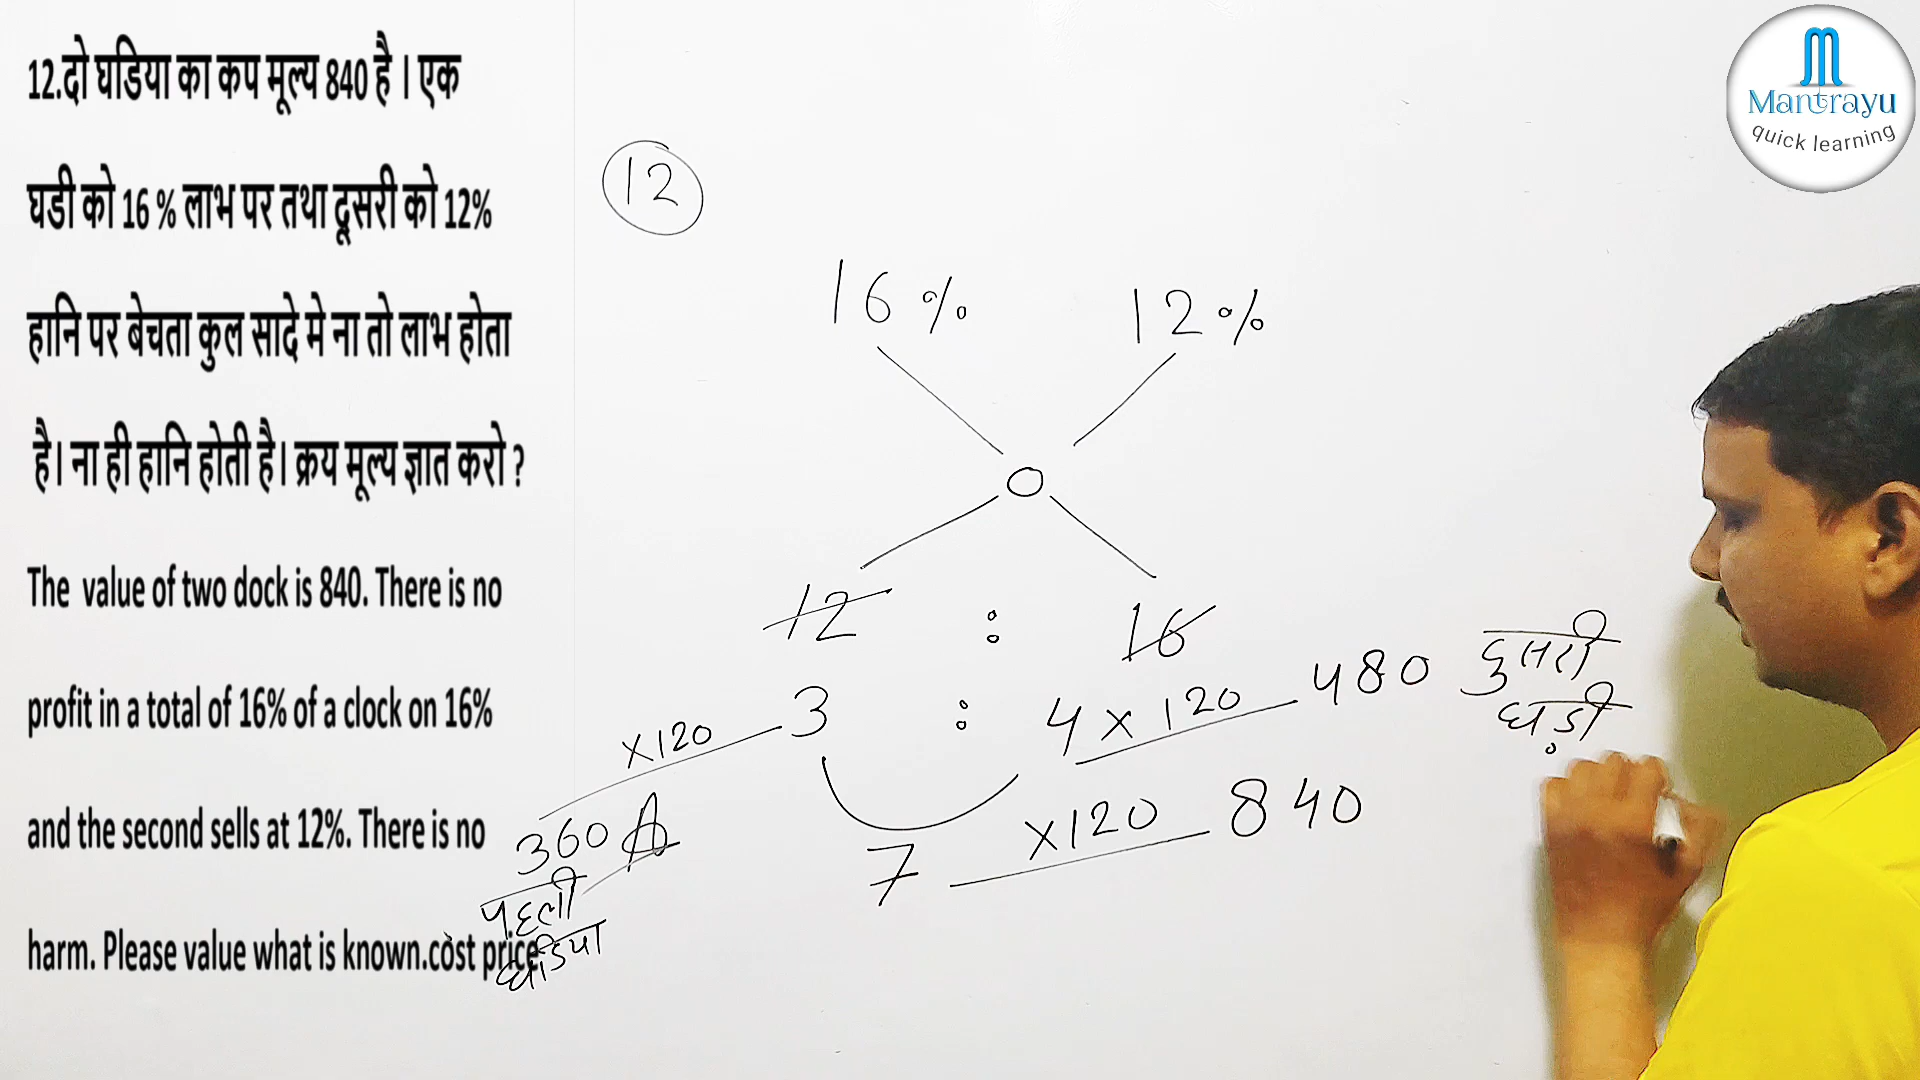 12.दो घडिया का कप मूल्य 840 है । एक
घडी को 16 % लाभ पर तथा दूसरी को 12%
हानि पर बेचता कुल सादे मे ना तो लाभ होता
है। ना ही हानि होती है। क्रय मूल्य ज्ञात करो ?
The value of two dock is 840. There is no
profit in a total of 16% of a clock on 16%
and the second sells at 12%. There is no
harm. Please value what is known.cost price
Mantrayu
quick learning
12
16% 12%
0
12 : 16
x120 3 : 4 x 120 480 दुसरी
घड़ी
360
पहली
घडिया
7 x120 840